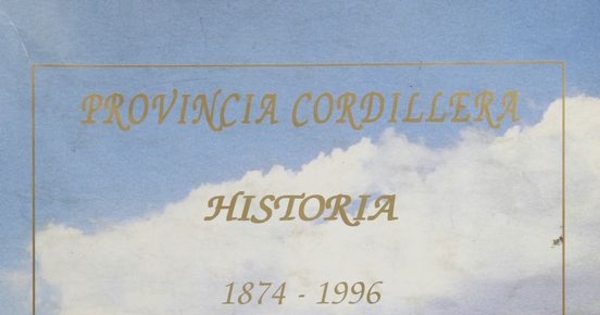 PROVINCIA CORDILLERA
HISTORIA
1874 - 1996